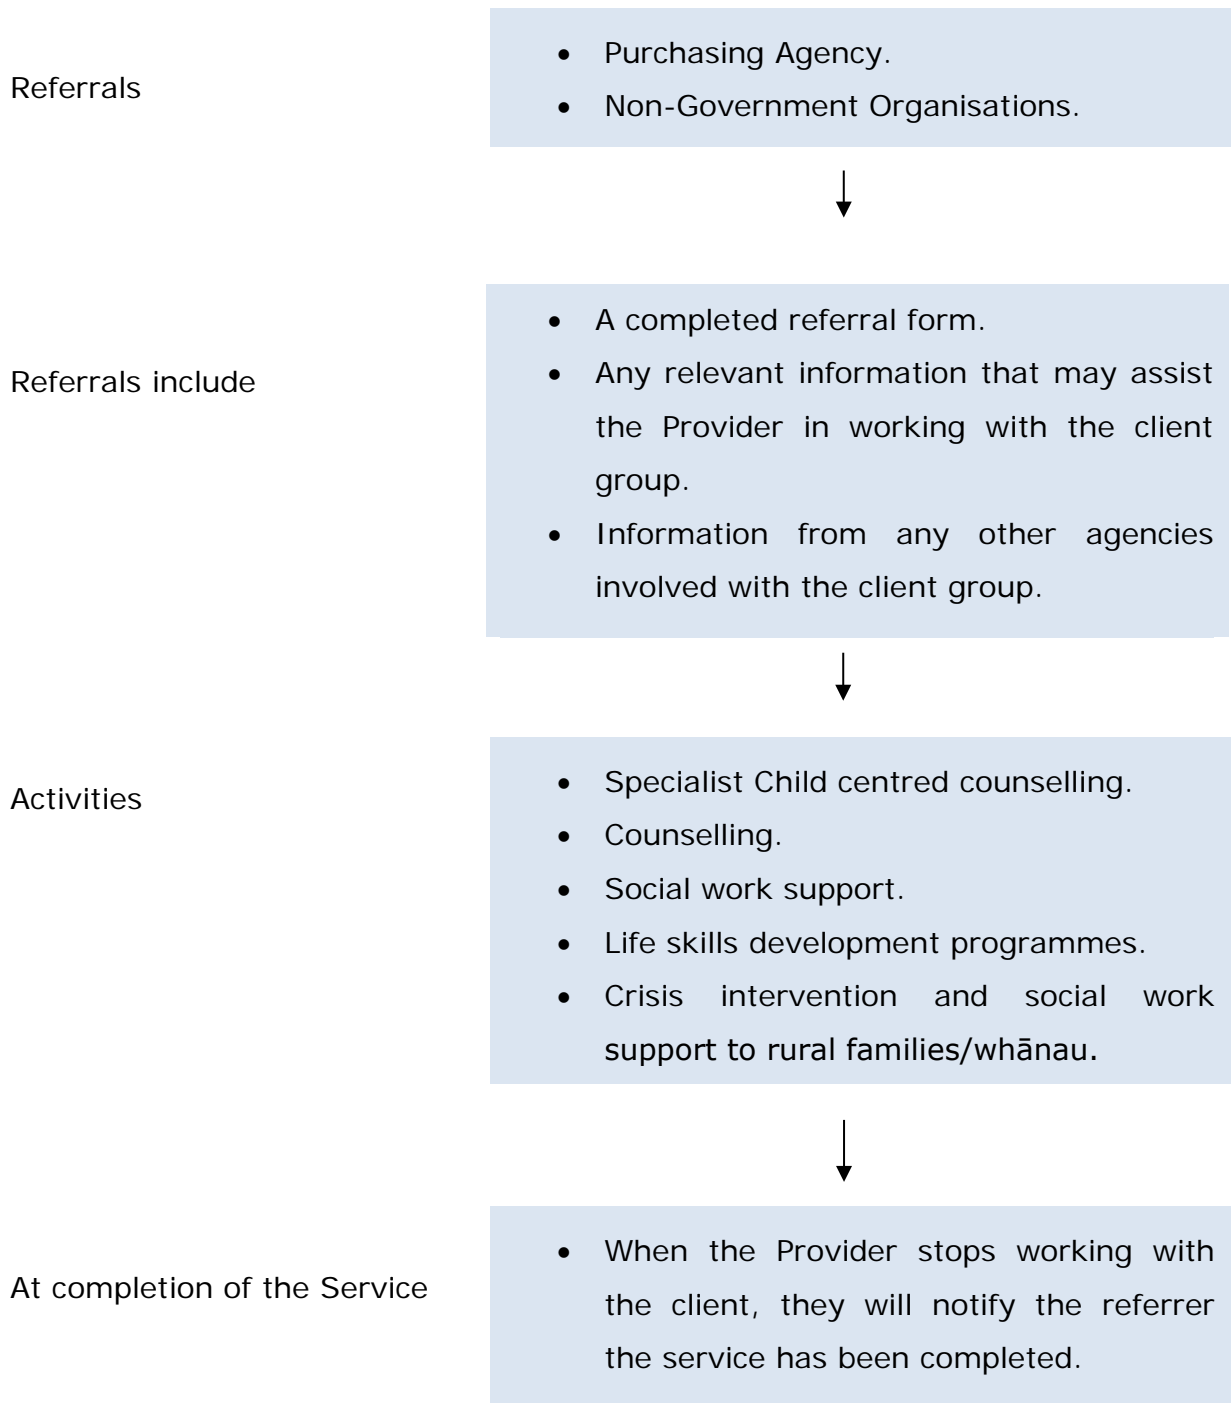 Referrals
• Purchasing Agency.
• Non-Government Organisations.
Referrals include
• A completed referral form.
• Any relevant information that may assist
the Provider in working with the client
group.
• Information from any other agencies
involved with the client group.
Activities
• Specialist Child centred counselling.
• Counselling.
• Social work support.
• Life skills development programmes.
• Crisis intervention and social work
support to rural families/whānau.
At completion of the Service
• When the Provider stops working with
the client, they will notify the referrer
the service has been completed.